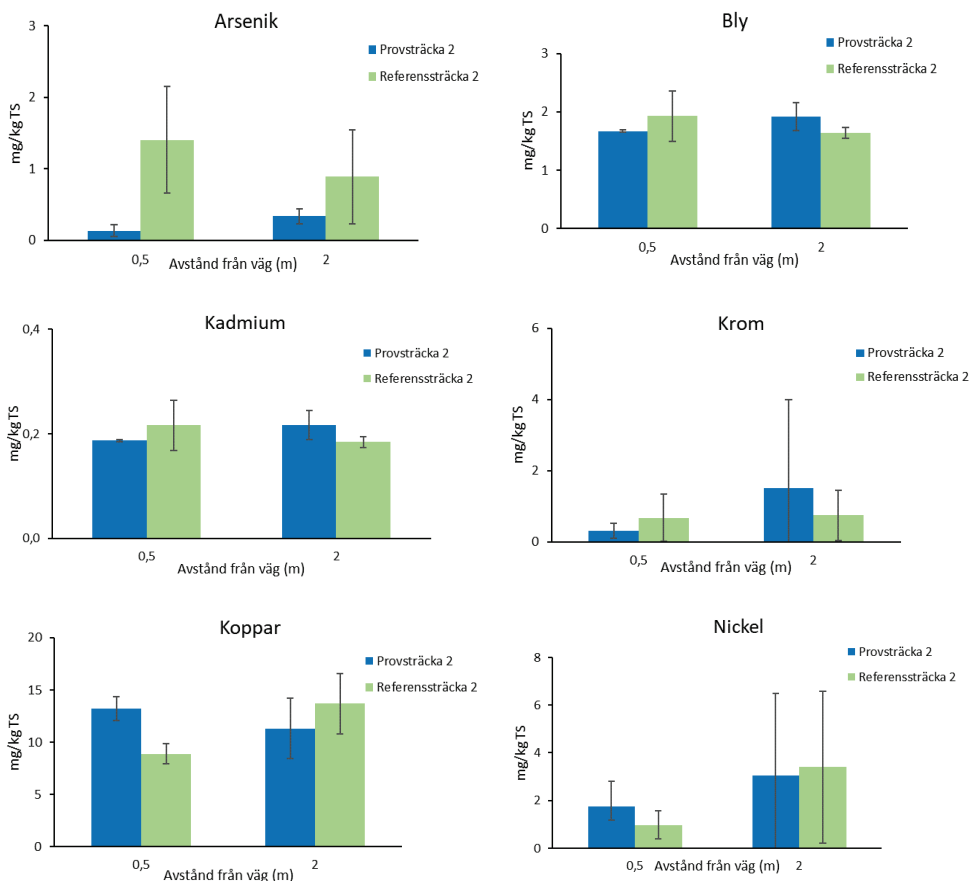 Arsenik
3
2
1
0
mg/kg TS
Provsträcka 2
Referenssträcka 2
0,5
2
Avstånd från väg (m)
Bly
3
2
1
0
mg/kg TS
Provsträcka 2
Referenssträcka 2
0,5
2
Avstånd från väg (m)
Kadmium
0,4
0,2
0,0
mg/kg TS
Provsträcka 2
Referenssträcka 2
0,5
2
Avstånd från väg (m)
Krom
6
4
2
0
mg/kg TS
Provsträcka 2
Referenssträcka 2
0,5
2
Avstånd från väg (m)
Koppar
20
15
10
5
0
mg/kg TS
Provsträcka 2
Referenssträcka 2
0,5
2
Avstånd från väg (m)
Nickel
8
6
4
2
0
mg/kg TS
Provsträcka 2
Referenssträcka 2
0,5
Avstånd från väg (m)
2